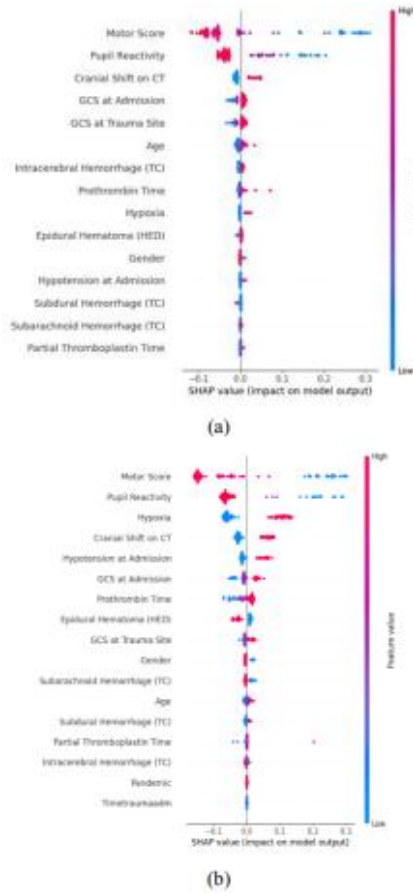 High
Motor Score
Pupil Reactivity
Cranial Shift on CT
GCS at Admission
GCS at Trauma Site
Age
Intracerebral Hemorrhage (TC)
Prothrombin Time
Hypoxia
Epidural Hematoma (HED)
Gender
Hypotension at Admission
Subdural Hemorrhage (TC)
Subarachnoid Hemorrhage (TC)
Partial Thromboplastin Time
Low
−0.1 0.0 0.1 0.2 0.3
SHAP value (impact on model output)
(a)
High
Motor Score
Pupil Reactivity
Hypoxia
Cranial Shift on CT
Hypotension at Admission
GCS at Admission
Prothrombin Time
Epidural Hematoma (HED)
GCS at Trauma Site
Gender
Subarachnoid Hemorrhage (TC)
Age
Subdural Hemorrhage (TC)
Partial Thromboplastin Time
Intracerebral Hemorrhage (TC)
Pandemic
Timetraumaadm
Feature value
Low
−0.1 0.0 0.1 0.2 0.3
SHAP value (impact on model output)
(b)